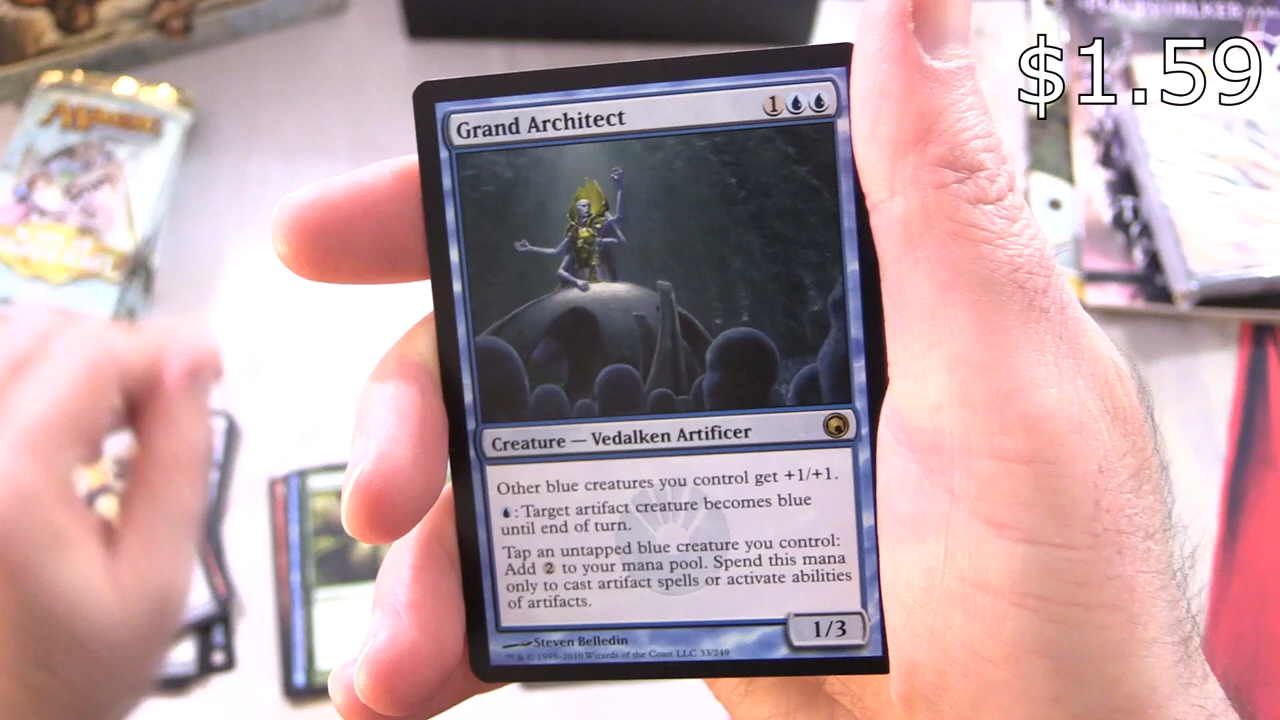 $1.59
Grand Architect 1
Creature — Vedalken Artificer
Other blue creatures you control get +1/+1.
: Target artifact creature becomes blue
until end of turn.
Tap an untapped blue creature you control:
Add 2 to your mana pool. Spend this mana
only to cast artifact spells or activate abilities
of artifacts.
1/3
Steven Belledin
™ & © 1993–2010 Wizards of the Coast LLC 33/249